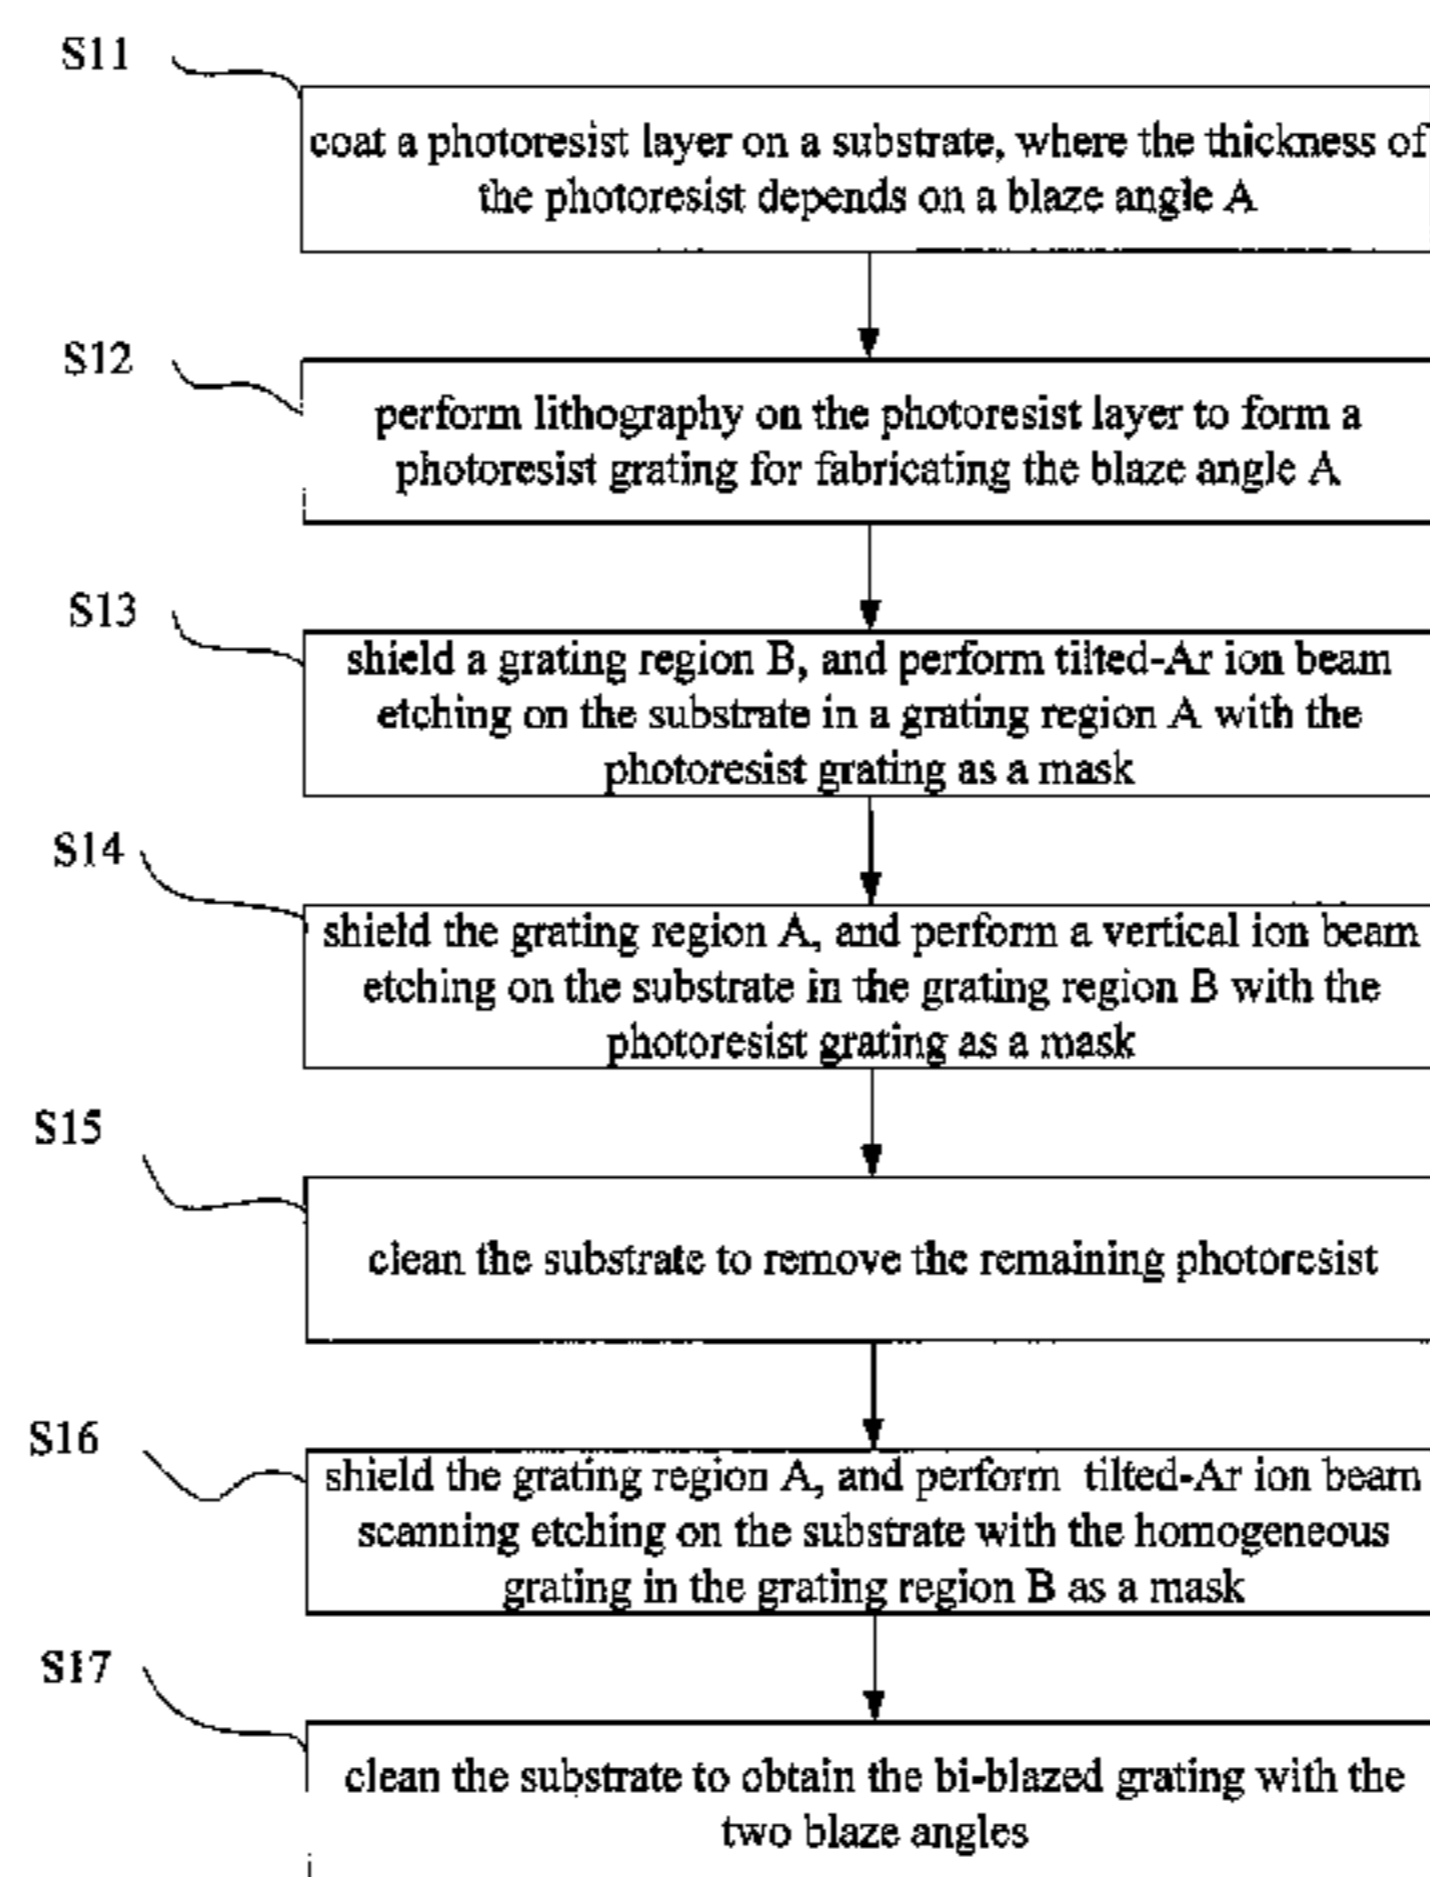 S11
coat a photoresist layer on a substrate, where the thickness of
the photoresist depends on a blaze angle A
S12
perform lithography on the photoresist layer to form a
photoresist grating for fabricating the blaze angle A
S13
shield a grating region B, and perform tilted-Ar ion beam
etching on the substrate in a grating region A with the
photoresist grating as a mask
S14
shield the grating region A, and perform a vertical ion beam
etching on the substrate in the grating region B with the
photoresist grating as a mask
S15
clean the substrate to remove the remaining photoresist
S16
shield the grating region A, and perform tilted-Ar ion beam
scanning etching on the substrate with the homogeneous
grating in the grating region B as a mask
S17
clean the substrate to obtain the bi-blazed grating with the
two blaze angles